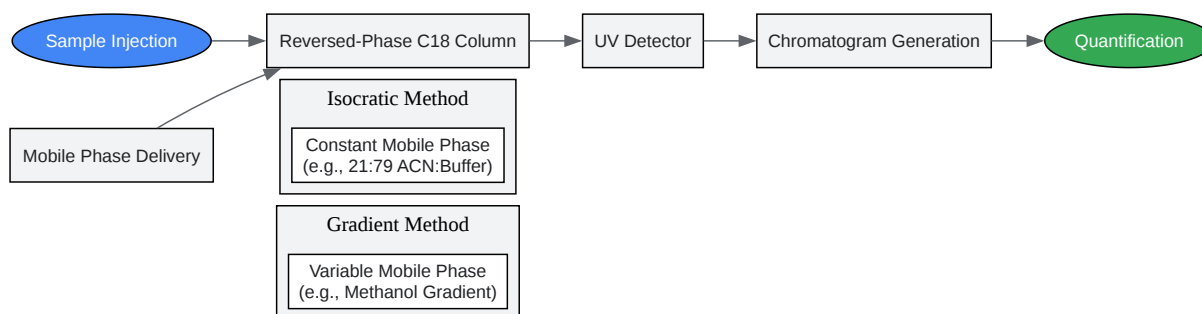 Sample Injection
Reversed-Phase C18 Column
UV Detector
Chromatogram Generation
Quantification
Mobile Phase Delivery
Isocratic Method
Constant Mobile Phase
(e.g., 21:79 ACN:Buffer)
Gradient Method
Variable Mobile Phase
(e.g., Methanol Gradient)